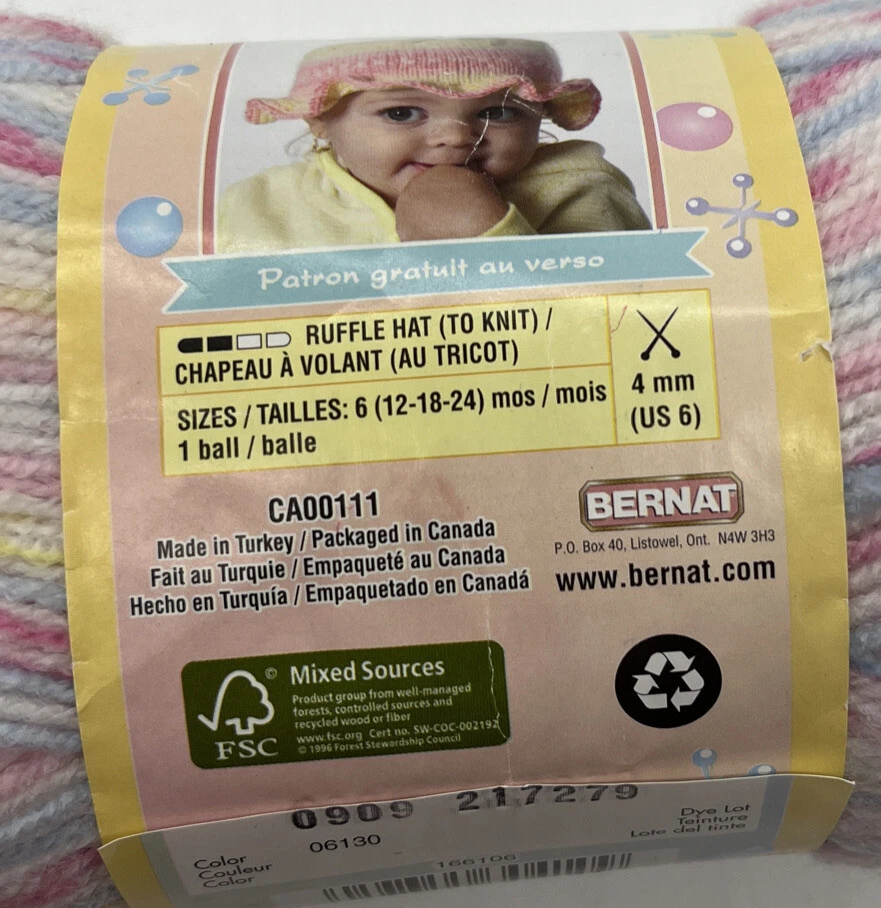 Patron gratuit au verso
RUFFLE HAT (TO KNIT) /
CHAPEAU À VOLANT (AU TRICOT)
SIZES / TAILLES: 6 (12-18-24) mos / mois
1 ball / balle
4 mm
(US 6)
CA00111
Made in Turkey / Packaged in Canada
Fait au Turquie / Empaqueté au Canada
Hecho en Turquía / Empaquetado en Canadá
BERNAT
P.O. Box 40, Listowel, Ont. N4W 3H3
www.bernat.com
FSC
©
Mixed Sources
Product group from well-managed
forests, controlled sources and
recycled wood or fiber
www.fsc.org Cert no. SW-COC-002192
© 1996 Forest Stewardship Council
0909 217279
06130
Color
Couleur
Color
Dye Lot
Teinture
Lote del tinte
166106